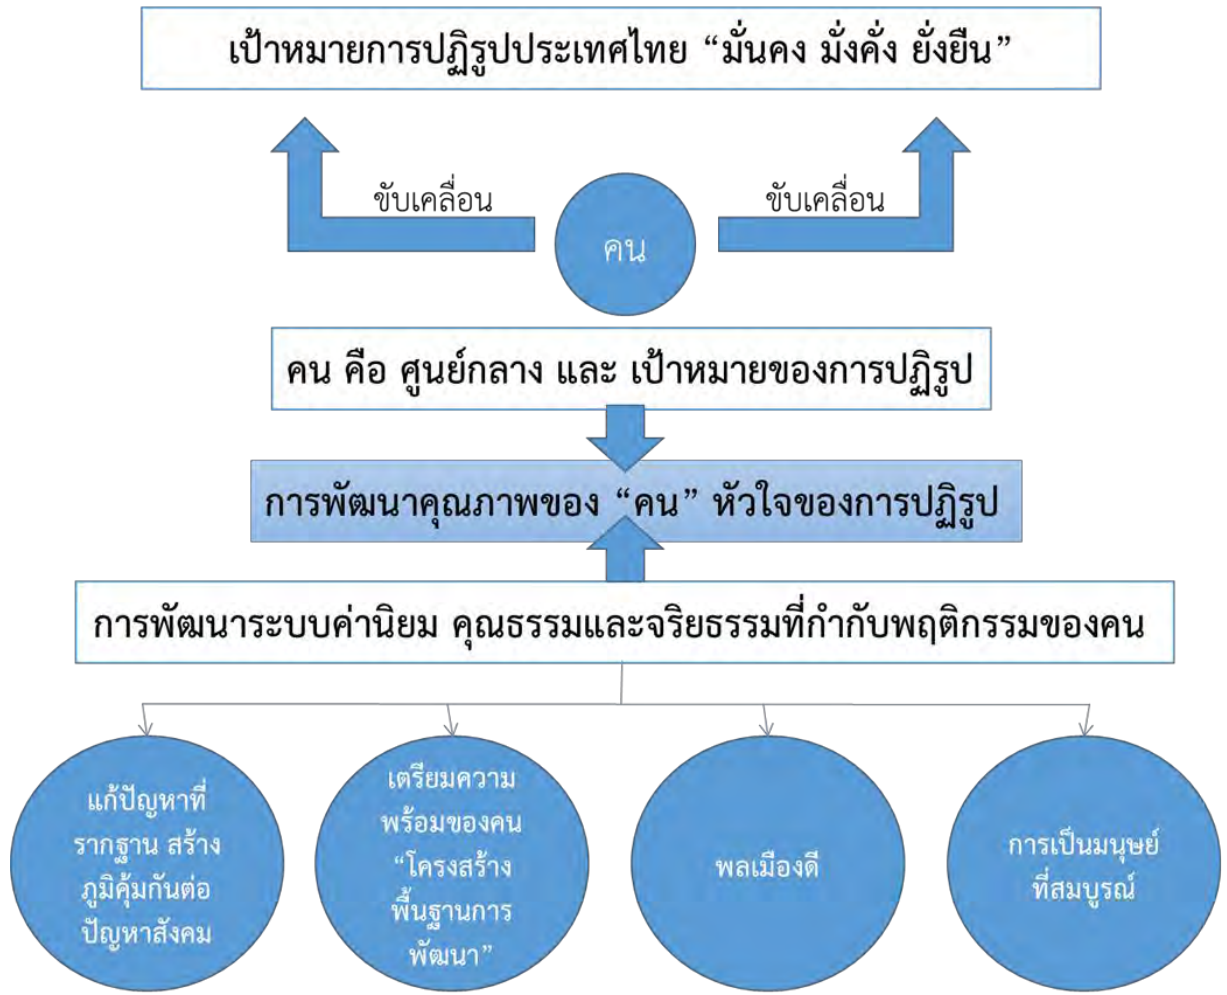 เป้าหมายการปฏิรูปประเทศไทย “มั่นคง มั่งคั่ง ยั่งยืน”
ขับเคลื่อน
ขับเคลื่อน
คน
คน คือ ศูนย์กลาง และ เป้าหมายของการปฏิรูป
การพัฒนาคุณภาพของ “คน” หัวใจของการปฏิรูป
การพัฒนาระบบค่านิยม คุณธรรมและจริยธรรมที่กำกับพฤติกรรมของคน
แก้ปัญหาที่
รากฐาน สร้าง
ภูมิคุ้มกันต่อ
ปัญหาสังคม
เตรียมความ
พร้อมของคน
“โครงสร้าง
พื้นฐานการ
พัฒนา”
พลเมืองดี
การเป็นมนุษย์
ที่สมบูรณ์